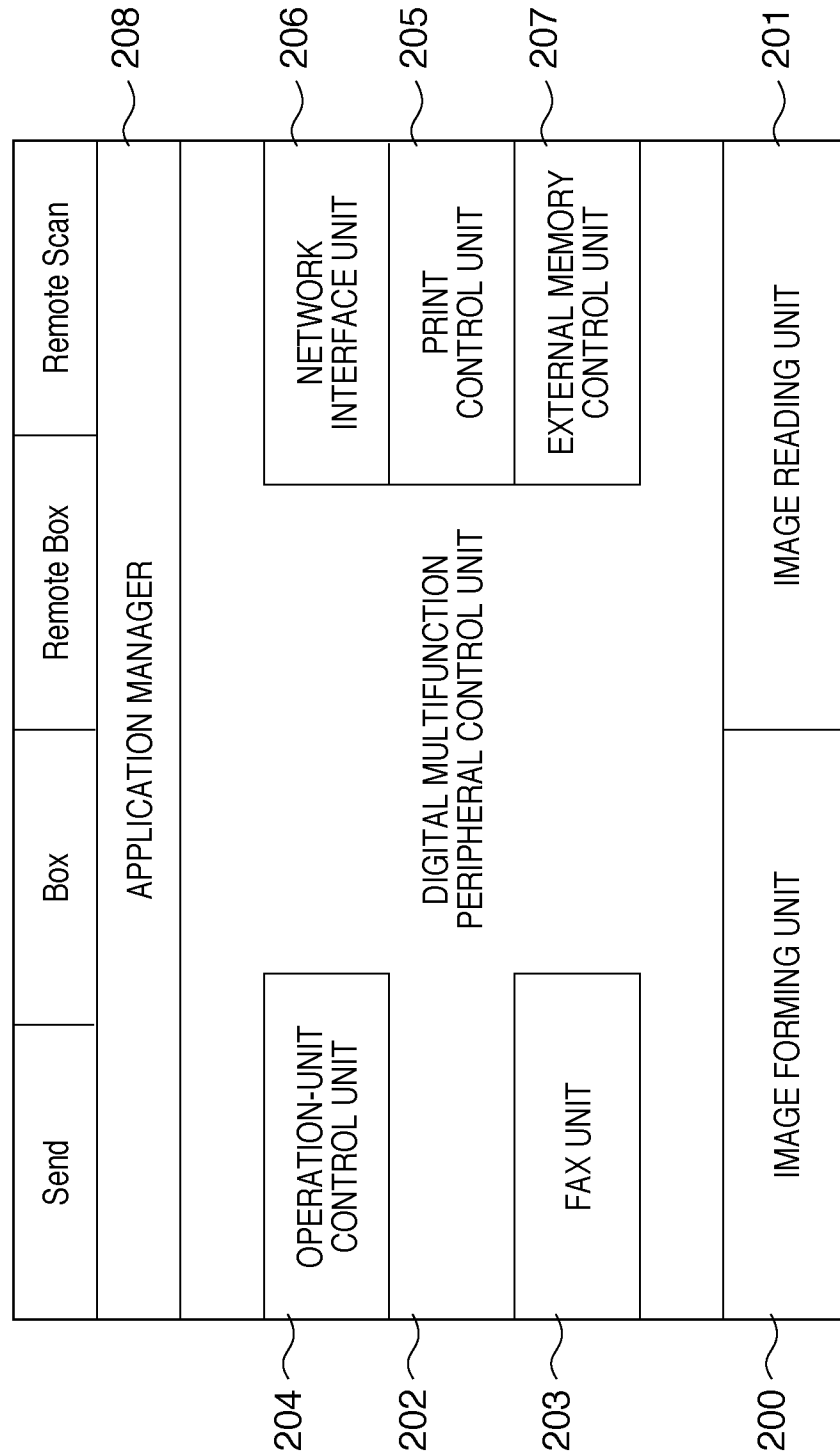 Send
Box
Remote Box
Remote Scan
APPLICATION MANAGER
208
204
OPERATION-UNIT
CONTROL UNIT
NETWORK
INTERFACE UNIT
206
202
DIGITAL MULTIFUNCTION
PERIPHERAL CONTROL UNIT
PRINT
CONTROL UNIT
205
203
FAX UNIT
EXTERNAL MEMORY
CONTROL UNIT
207
200
IMAGE FORMING UNIT
IMAGE READING UNIT
201